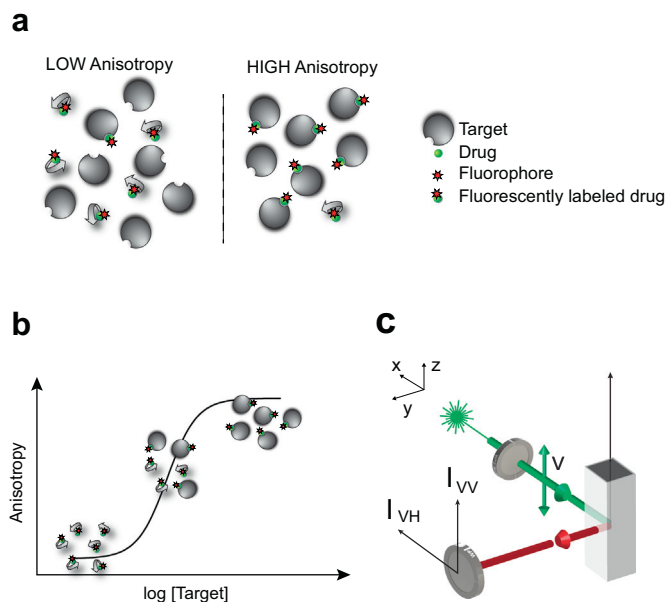 a
LOW Anisotropy
HIGH Anisotropy
Target
Drug
Fluorophore
Fluorescently labeled drug
b
Anisotropy
log [Target]
c
x
z
y
V
I VV
I VH